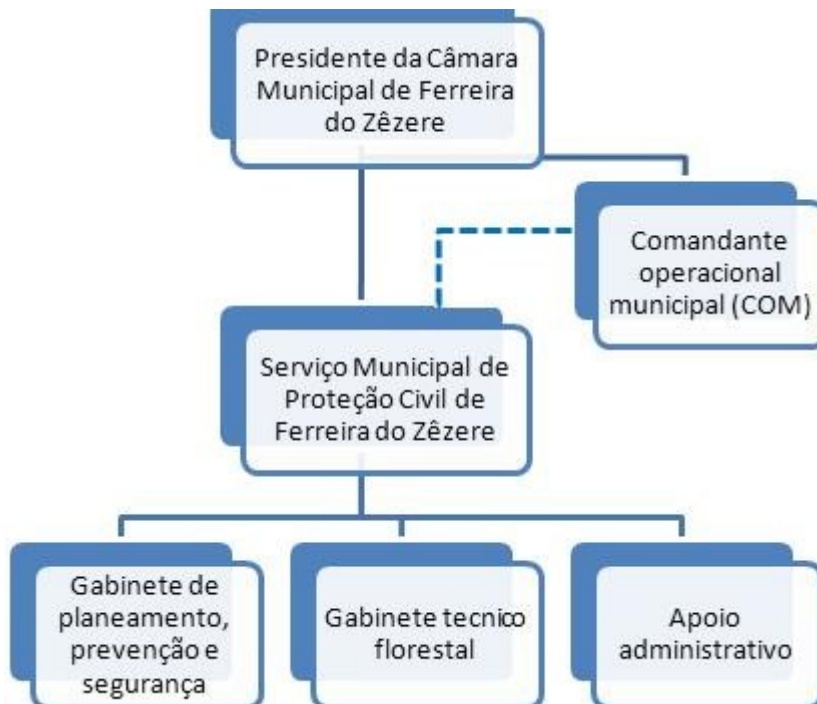 Presidente da Câmara
Municipal de Ferreira
do Zêzere
Comandante
operacional
municipal (COM)
Serviço Municipal de
Proteção Civil de
Ferreira do Zêzere
Gabinete de
planeamento,
prevenção e
segurança
Gabinete tecnico
florestal
Apoio
administrativo